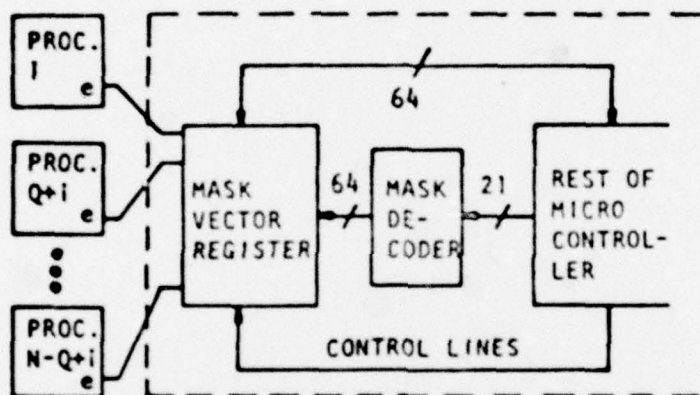 PROC.
I
e
PROC.
Q+i
e
PROC.
N-Q+i
e
64
MASK
VECTOR
REGISTER
64
MASK
DE-
CODER
21
REST OF
MICRO
CONTROL-
LER
CONTROL LINES